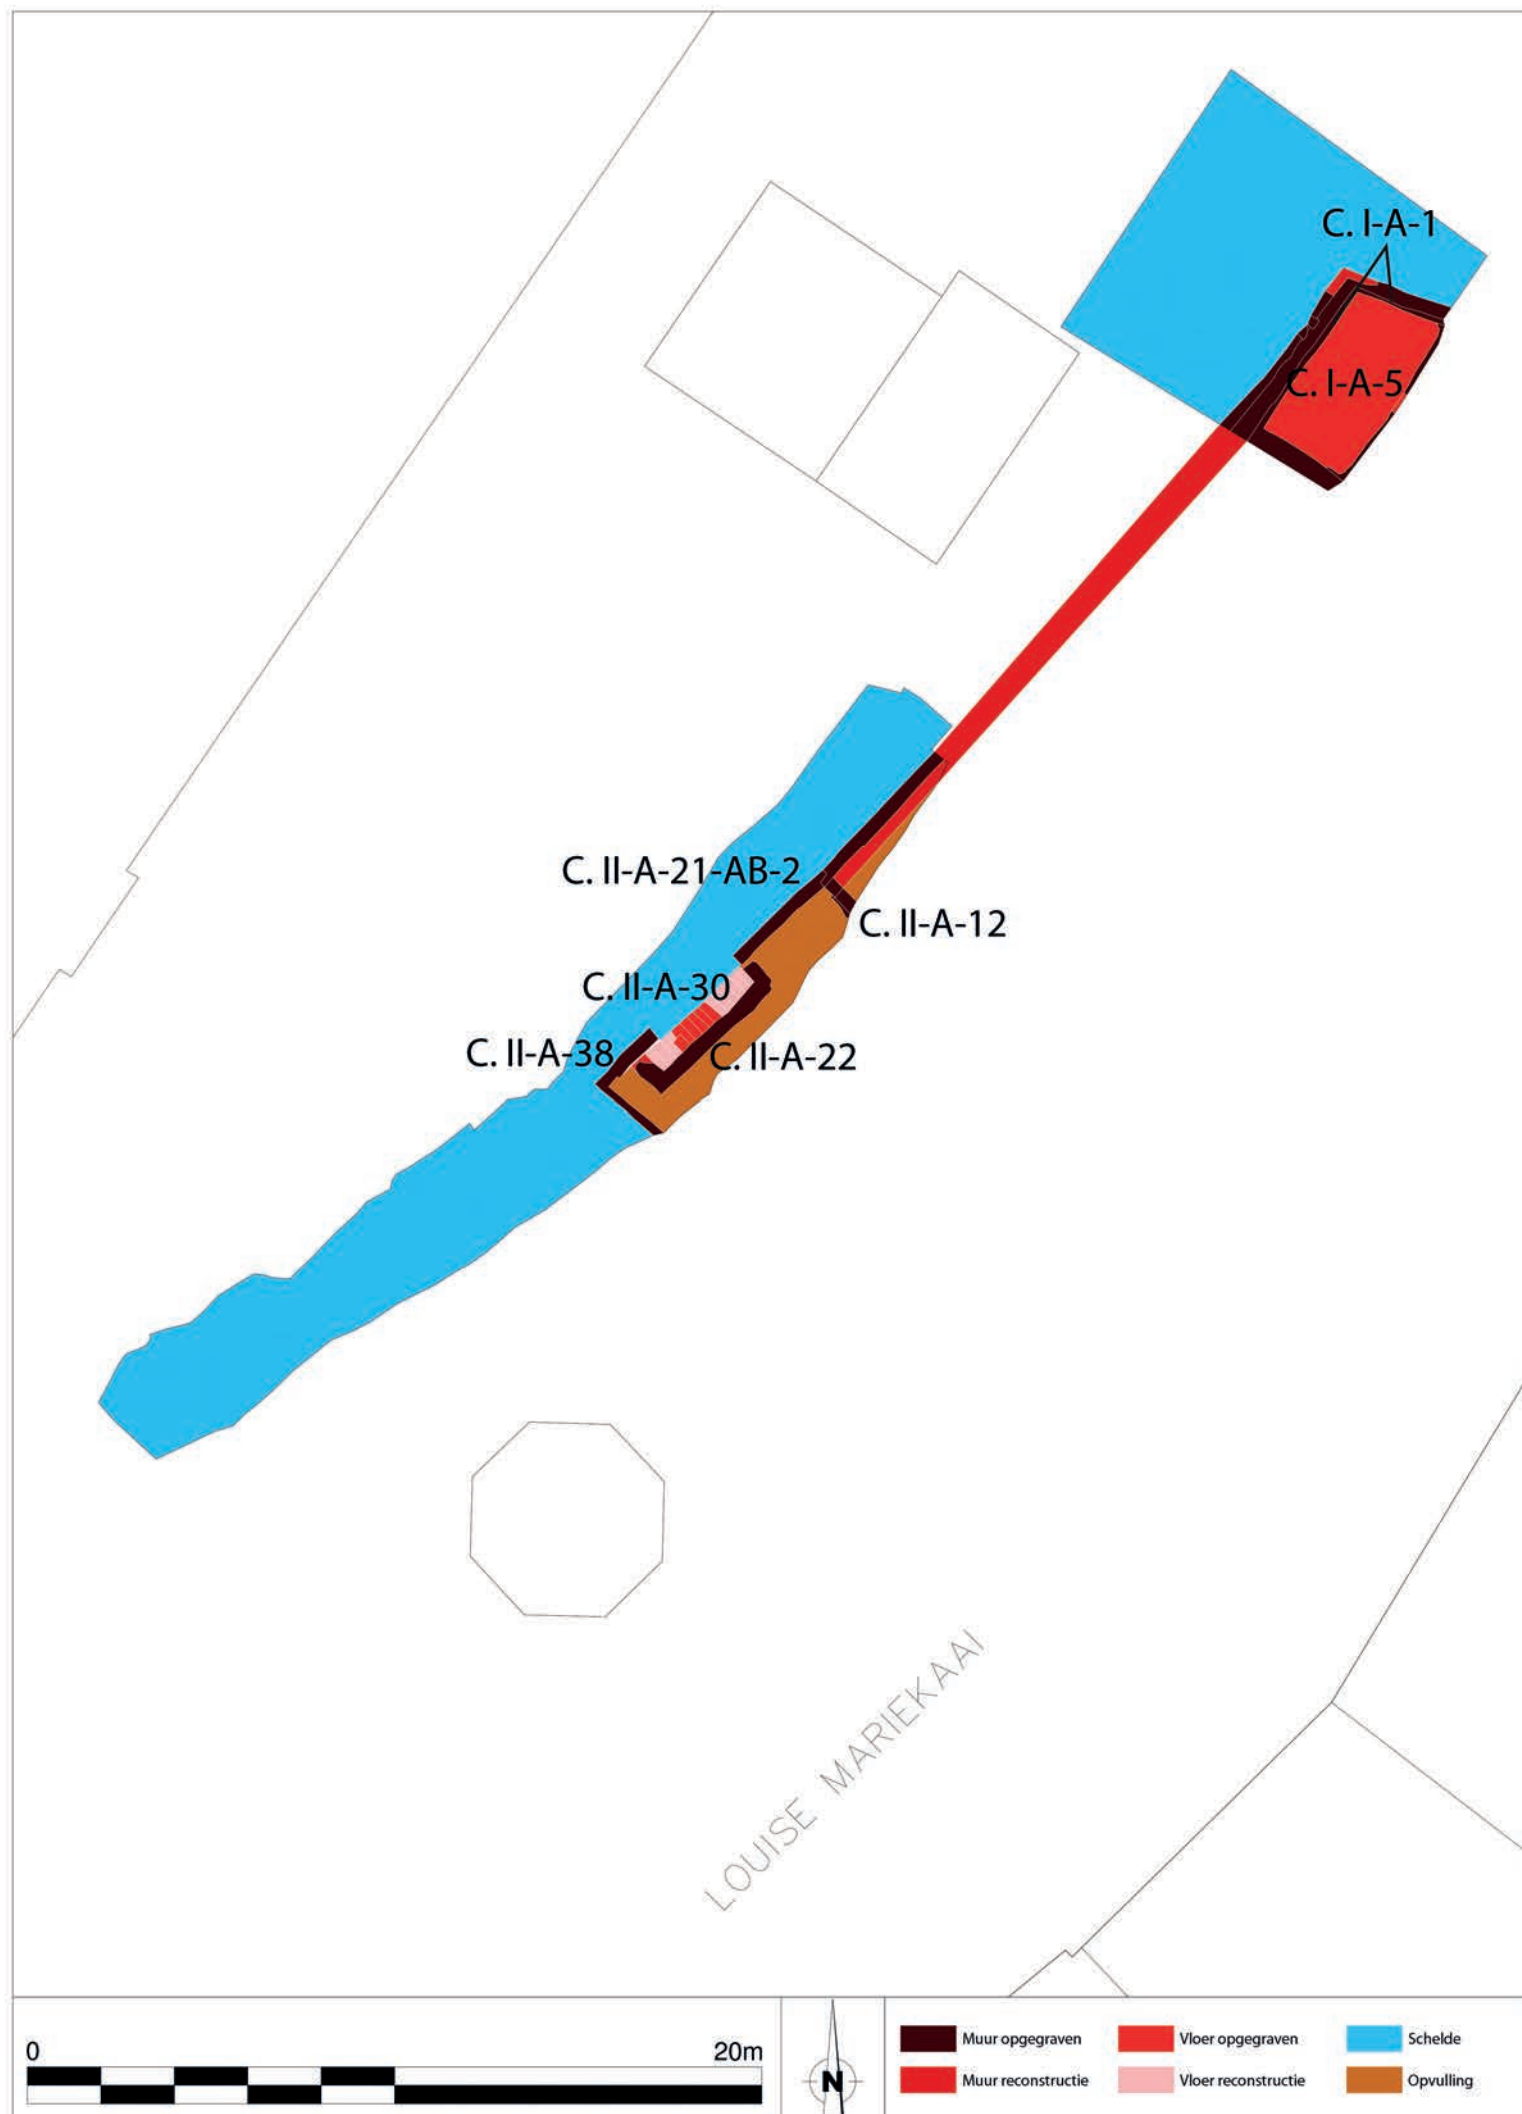 C. I-A-1
C. I-A-5
C. II-A-21-AB-2
C. II-A-12
C. II-A-30
C. II-A-38
C. II-A-22
LOUISE MARIEKAAI
0 20m
N
Muur opgegraven Vloer opgegraven Schelde
Muur reconstructie Vloer reconstructie Opvulling